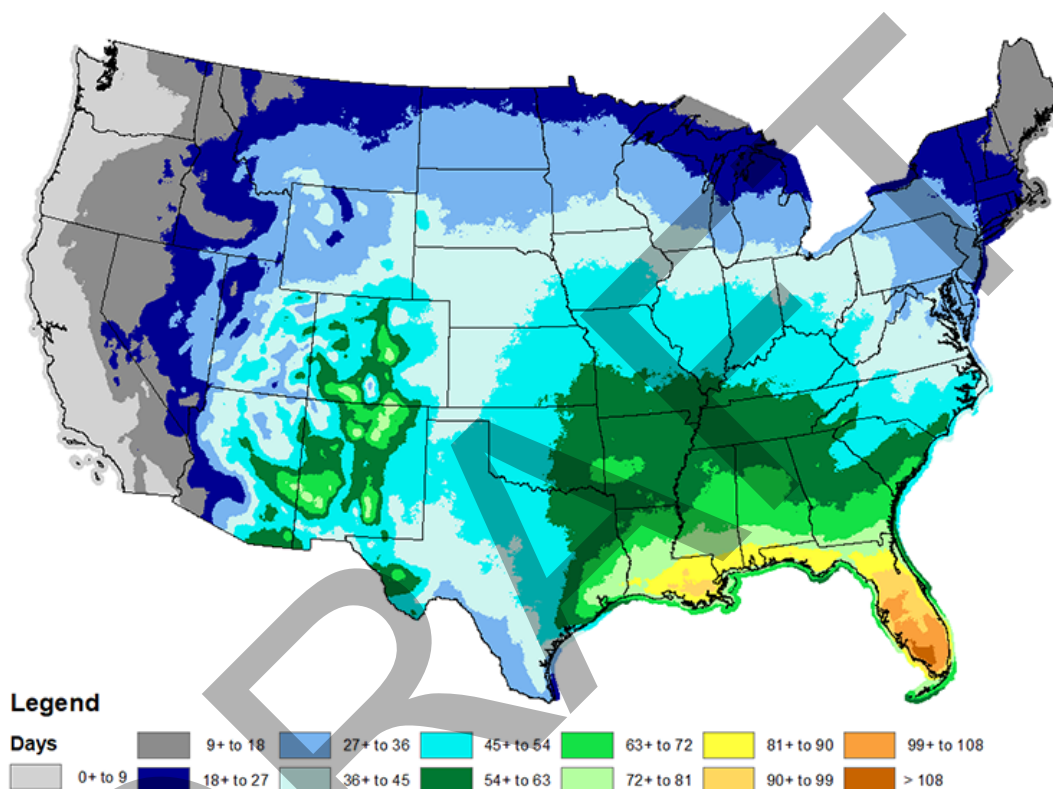 DRAFT
Legend
Days
9+ to 18
27+ to 36
45+ to 54
63+ to 72
81+ to 90
99+ to 108
0+ to 9
18+ to 27
36+ to 45
54+ to 63
72+ to 81
90+ to 99
> 108